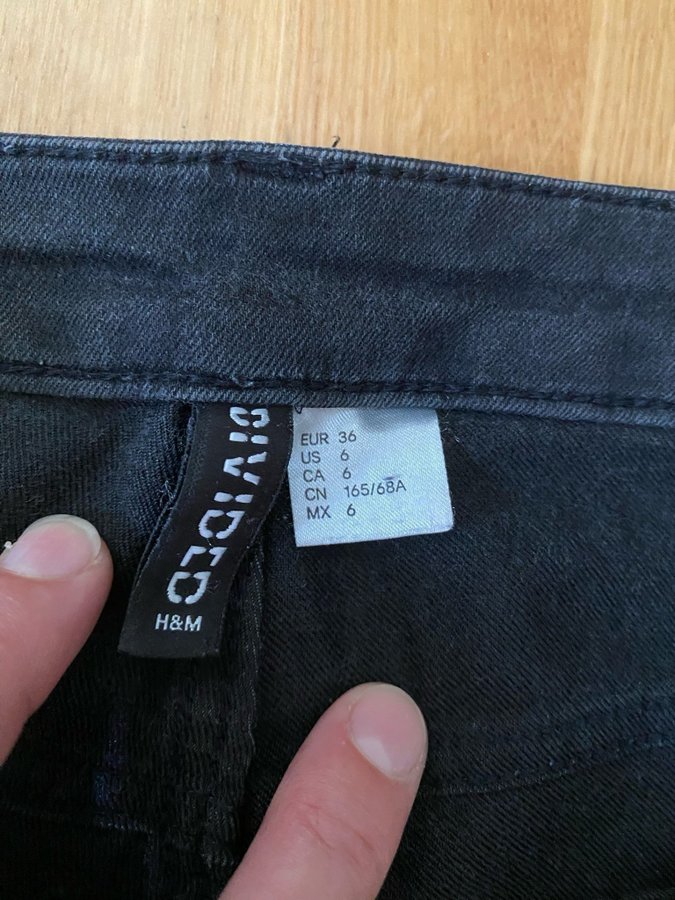 DIVIDED
H&M
EUR 36
US 6
CA 6
CN 165/68A
MX 6